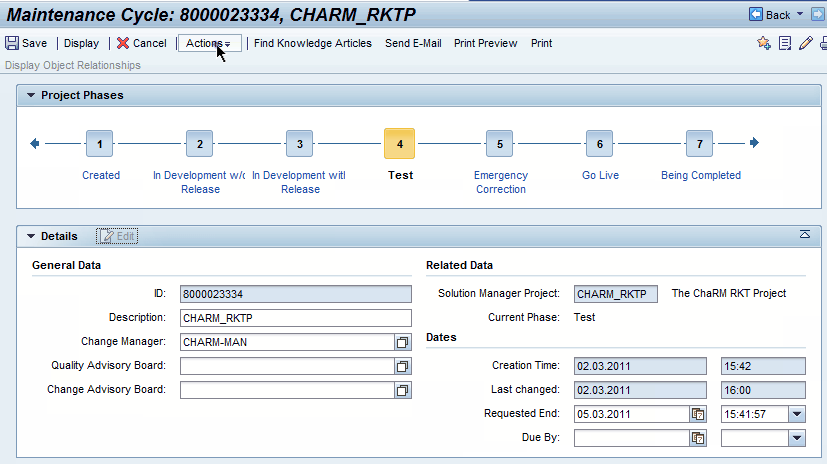 Maintenance Cycle: 8000023334, CHARM_RKTP
Back
Save Display Cancel Actions Find Knowledge Articles Send E-Mail Print Preview Print
Display Object Relationships
Project Phases
1 2 3 4 5 6 7
Created In Development w/o In Development with Test Emergency Go Live Being Completed
Release Release Correction
Details Edit
General Data Related Data
ID: 8000023334 Solution Manager Project: CHARM_RKTP The ChaRM RKT Project
Description: CHARM_RKTP Current Phase: Test
Change Manager: CHARM-MAN Dates
Quality Advisory Board: Creation Time: 02.03.2011 15:42
Change Advisory Board: Last changed: 02.03.2011 16:00
Requested End: 05.03.2011 15:41:57
Due By: